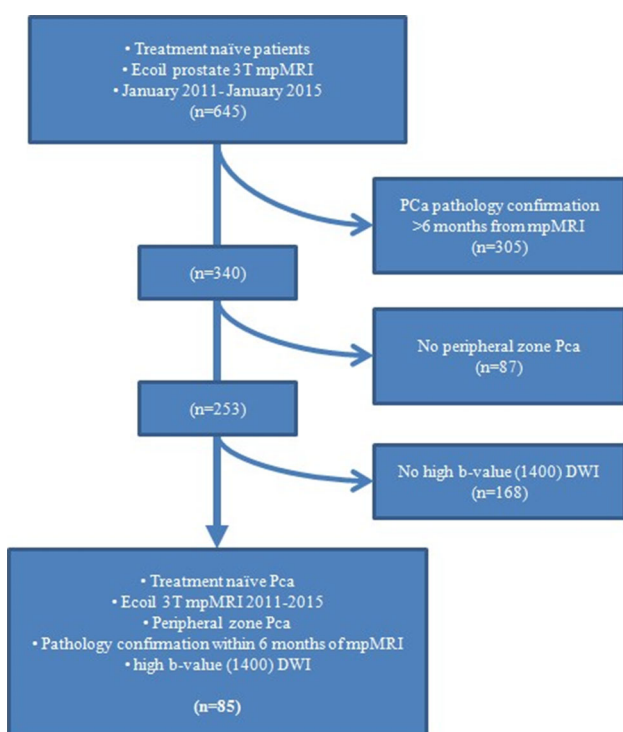 • Treatment naïve patients
• Ecoil prostate 3T mpMRI
• January 2011- January 2015
(n=645)
PCa pathology confirmation
>6 months from mpMRI
(n=305)
(n=340)
No peripheral zone Pca
(n=87)
(n=253)
No high b-value (1400) DWI
(n=168)
• Treatment naïve Pca
• Ecoil 3T mpMRI 2011-2015
• Peripheral zone Pca
• Pathology confirmation within 6 months of mpMRI
• high b-value (1400) DWI
(n=85)